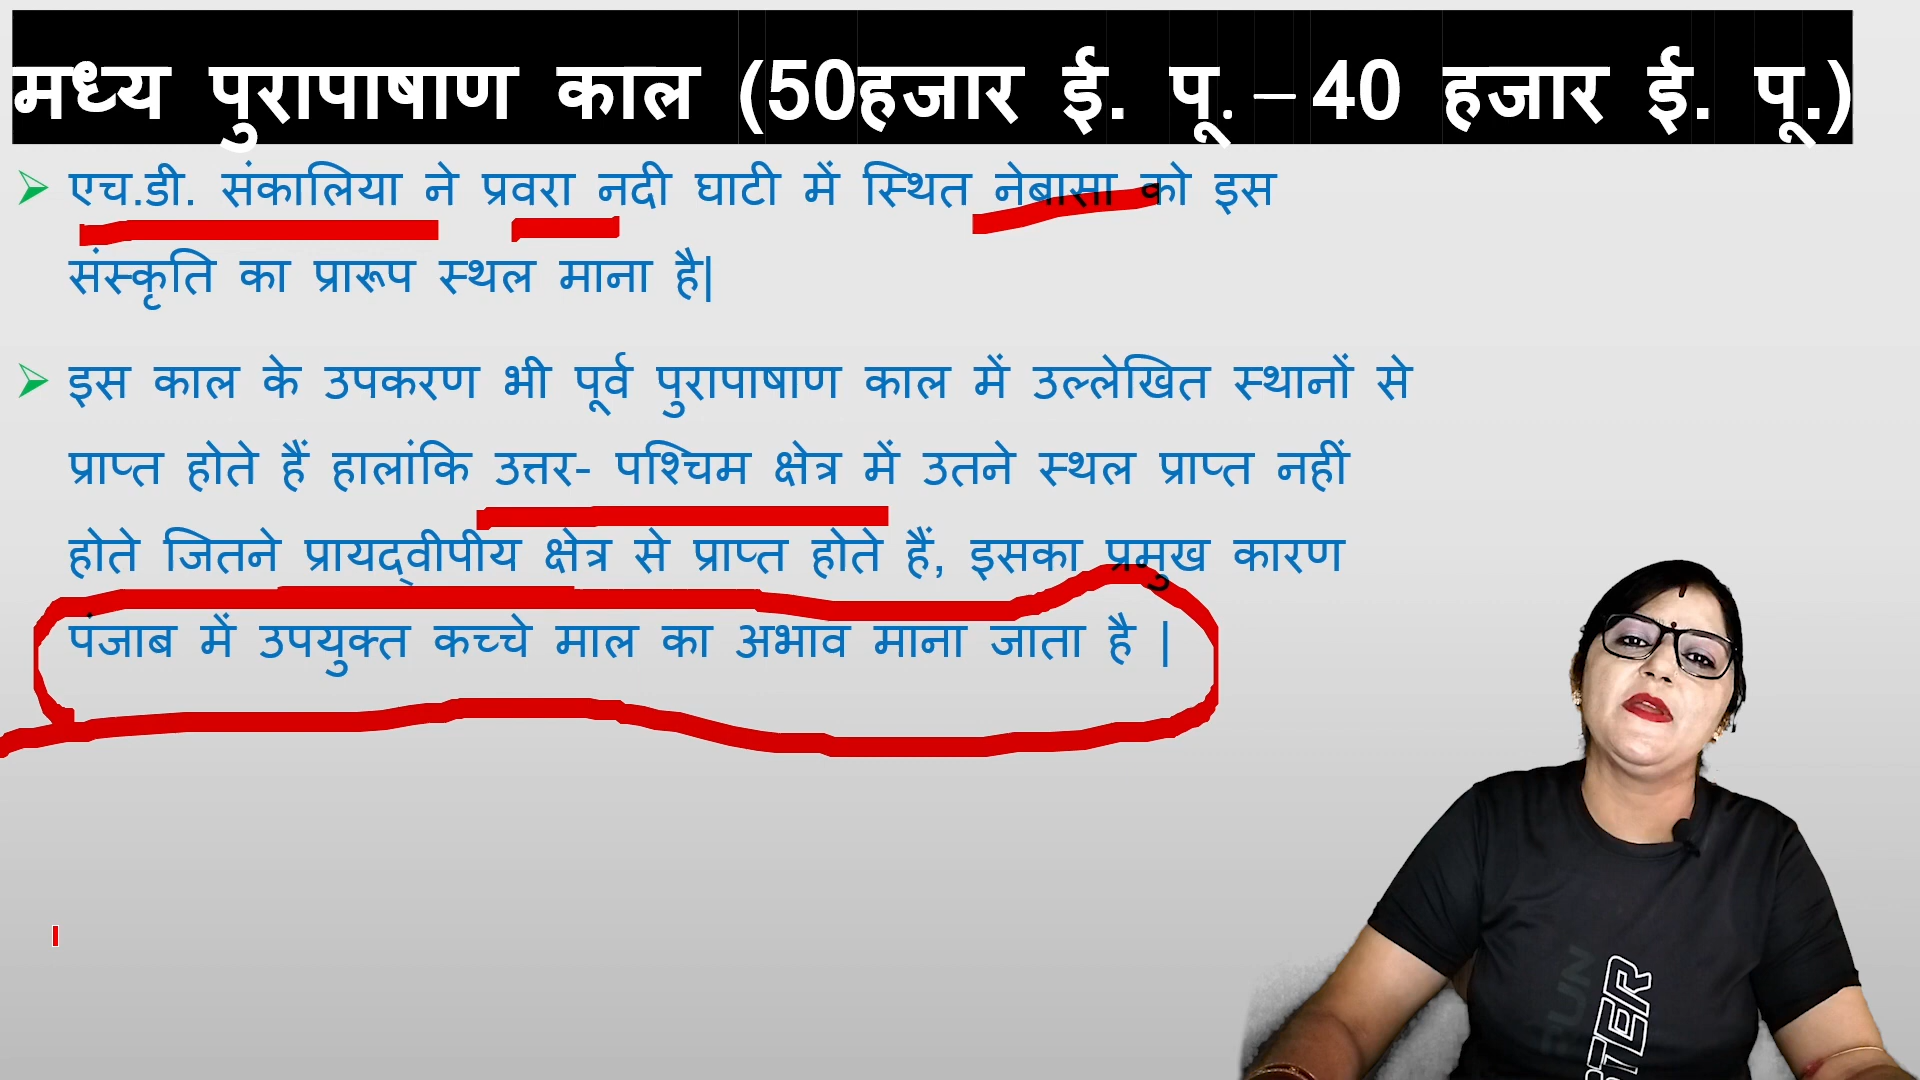 मध्य पुरापाषाण काल (50हजार ई. पू. – 40 हजार ई. पू.)
एच.डी. संकालिया ने प्रवरा नदी घाटी में स्थित नेबासा को इस
संस्कृति का प्रारूप स्थल माना है|
इस काल के उपकरण भी पूर्व पुरापाषाण काल में उल्लेखित स्थानों से
प्राप्त होते हैं हालांकि उत्तर- पश्चिम क्षेत्र में उतने स्थल प्राप्त नहीं
होते जितने प्रायद्वीपीय क्षेत्र से प्राप्त होते हैं, इसका प्रमुख कारण
पंजाब में उपयुक्त कच्चे माल का अभाव माना जाता है |